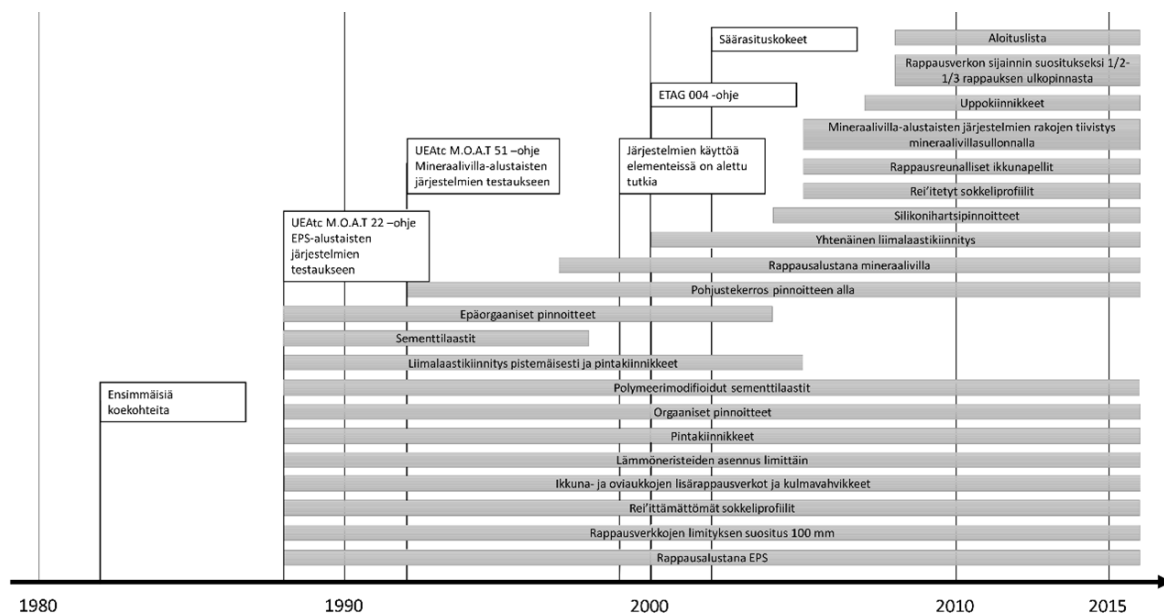 Säärasituskokeet
Aloituslista
Rappausverkon sijainnin suositukseksi 1/2-
1/3 rappauksen ulkopinnasta
ETAG 004 -ohje
Uppokiinnikkeet
UEAtc M.O.A.T 51 –ohje
Mineraalivilla-alustaisten
järjestelmien testaukseen
Järjestelmien käyttöä
elementeissä on alettu
tutkia
Mineraalivilla-alustaisten järjestelmien rakojen tiivistys
mineraalivillasullonnalla
Rappausreunalliset ikkunapellit
Rei'itetyt sokkeliprofiilit
UEAtc M.O.A.T 22 –ohje
EPS-alustaisten
järjestelmien
testaukseen
Silikonihartsipinnoitteet
Yhtenäinen liimalaastikiinnitys
Rappausalustana mineraalivilla
Pohjustekerros pinnoitteen alla
Epäorgaaniset pinnoitteet
Sementtilaastit
Liimalaastikiinnitys pistemäisesti ja pintakiinnikkeet
Ensimmäisiä
koekohteita
Polymeerimodifioidut sementtilaastit
Orgaaniset pinnoitteet
Pintakiinnikkeet
Lämmöneristeiden asennus limittäin
Ikkuna- ja oviaukkojen lisärappausverkot ja kulmavahvikkeet
Rei'ittämättömät sokkeliprofiilit
Rappausverkkojen limityksen suositus 100 mm
Rappausalustana EPS
1980
1990
2000
2010
2015